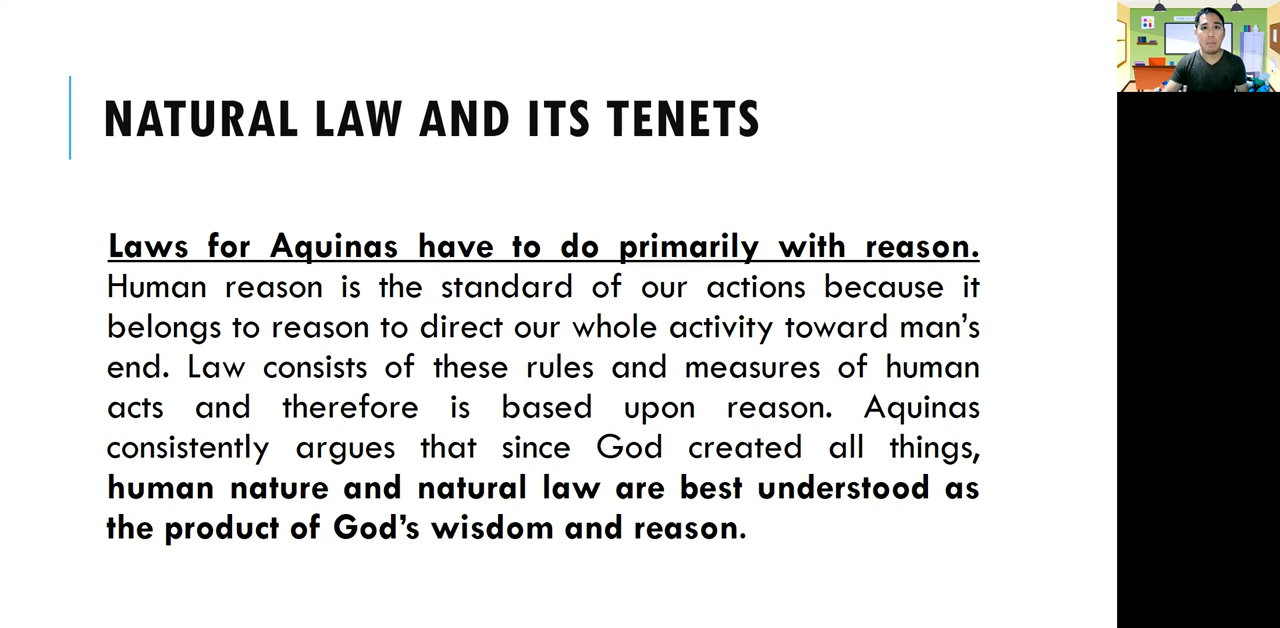 NATURAL LAW AND ITS TENETS
Laws for Aquinas have to do primarily with reason.
Human reason is the standard of our actions because it
belongs to reason to direct our whole activity toward man's
end. Law consists of these rules and measures of human
acts and therefore is based upon reason. Aquinas
consistently argues that since God created all things,
human nature and natural law are best understood as
the product of God's wisdom and reason.